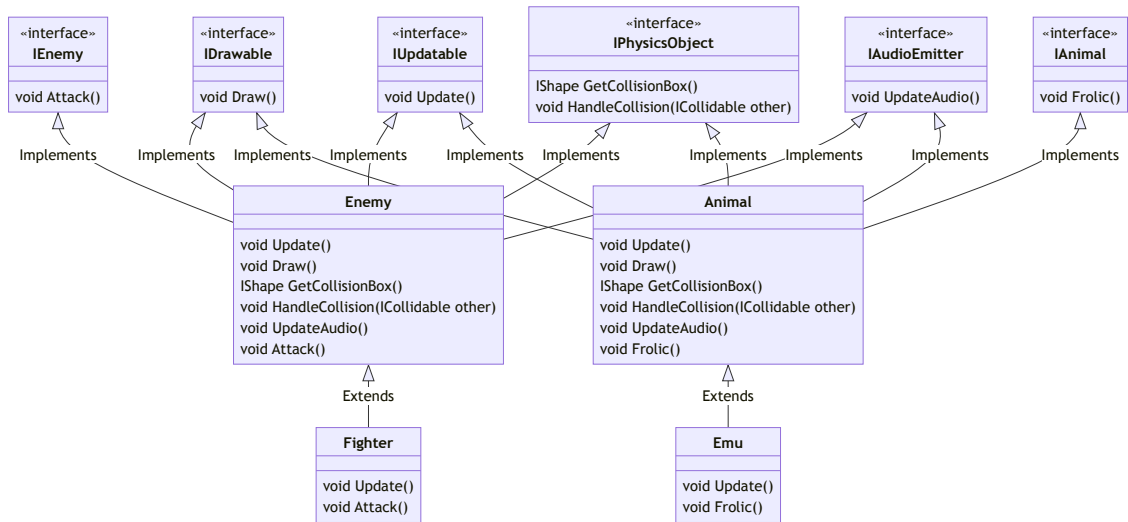 «interface»
IEnemy
void Attack()
«interface»
IDrawable
void Draw()
«interface»
IUpdatable
void Update()
«interface»
IPhysicsObject
IShape GetCollisionBox()
void HandleCollision(ICollidable other)
«interface»
IAudioEmitter
void UpdateAudio()
«interface»
IAnimal
void Frolic()
Implements
Implements
Implements
Implements
Implements
Implements
Implements
Implements
Implements
Implements
Enemy
void Update()
void Draw()
IShape GetCollisionBox()
void HandleCollision(ICollidable other)
void UpdateAudio()
void Attack()
Animal
void Update()
void Draw()
IShape GetCollisionBox()
void HandleCollision(ICollidable other)
void UpdateAudio()
void Frolic()
Extends
Extends
Fighter
void Update()
void Attack()
Emu
void Update()
void Frolic()